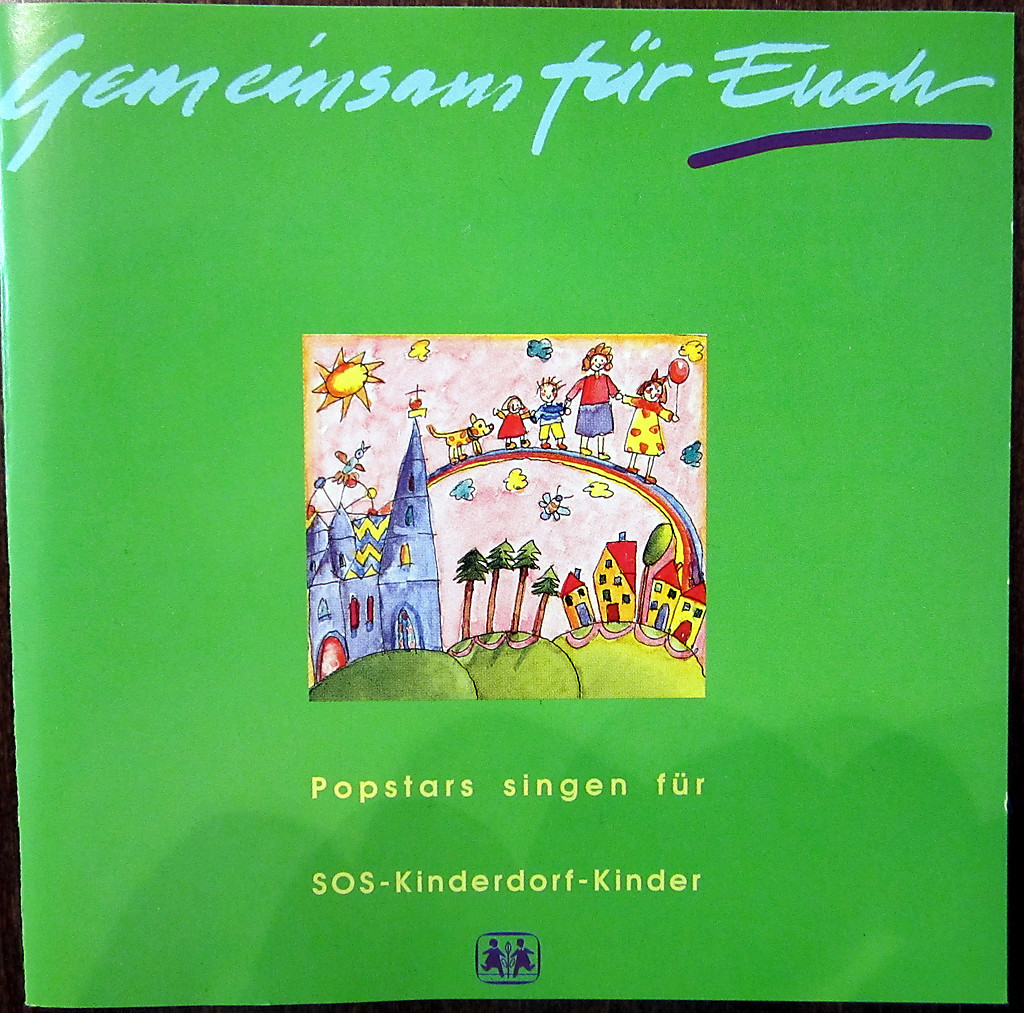 Gemeinsam für Euch
Popstars singen für
SOS-Kinderdorf-Kinder